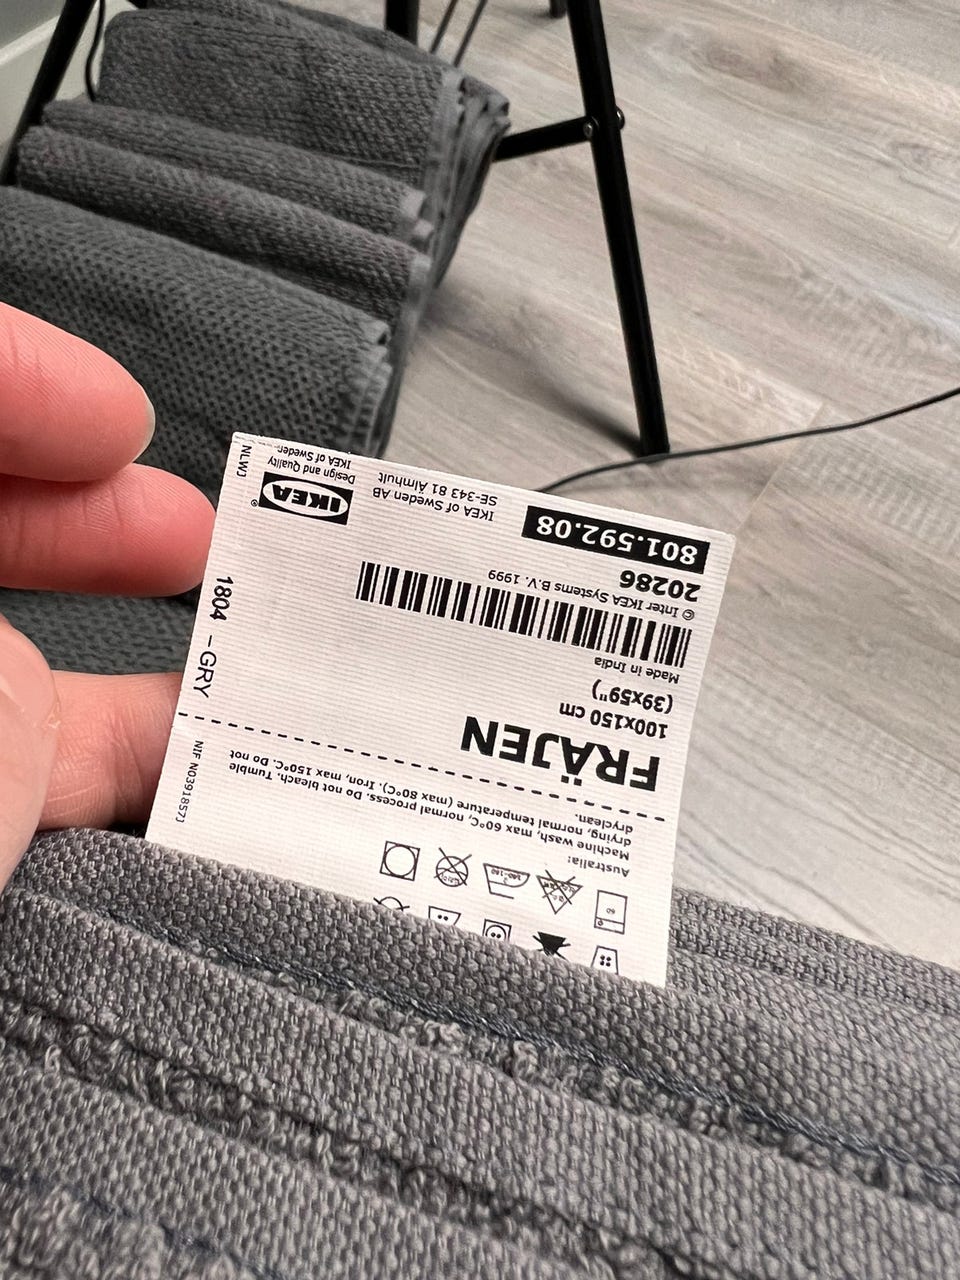 Australia:
Machine wash, max 60°C, normal process. Do not bleach. Tumble
drying, normal temperature (max 80°C). Iron, max 150°C. Do not
dryclean.
NIF N0391857J
FRÄJEN
100x150 cm
(39x59")
Made in India
© Inter IKEA Systems B.V. 1999
20286
801.592.08
1804 – GRY
IKEA of Sweden AB
SE-343 81 Älmhult
IKEA®
Design and Quality
IKEA of Sweden
NLWJ
60